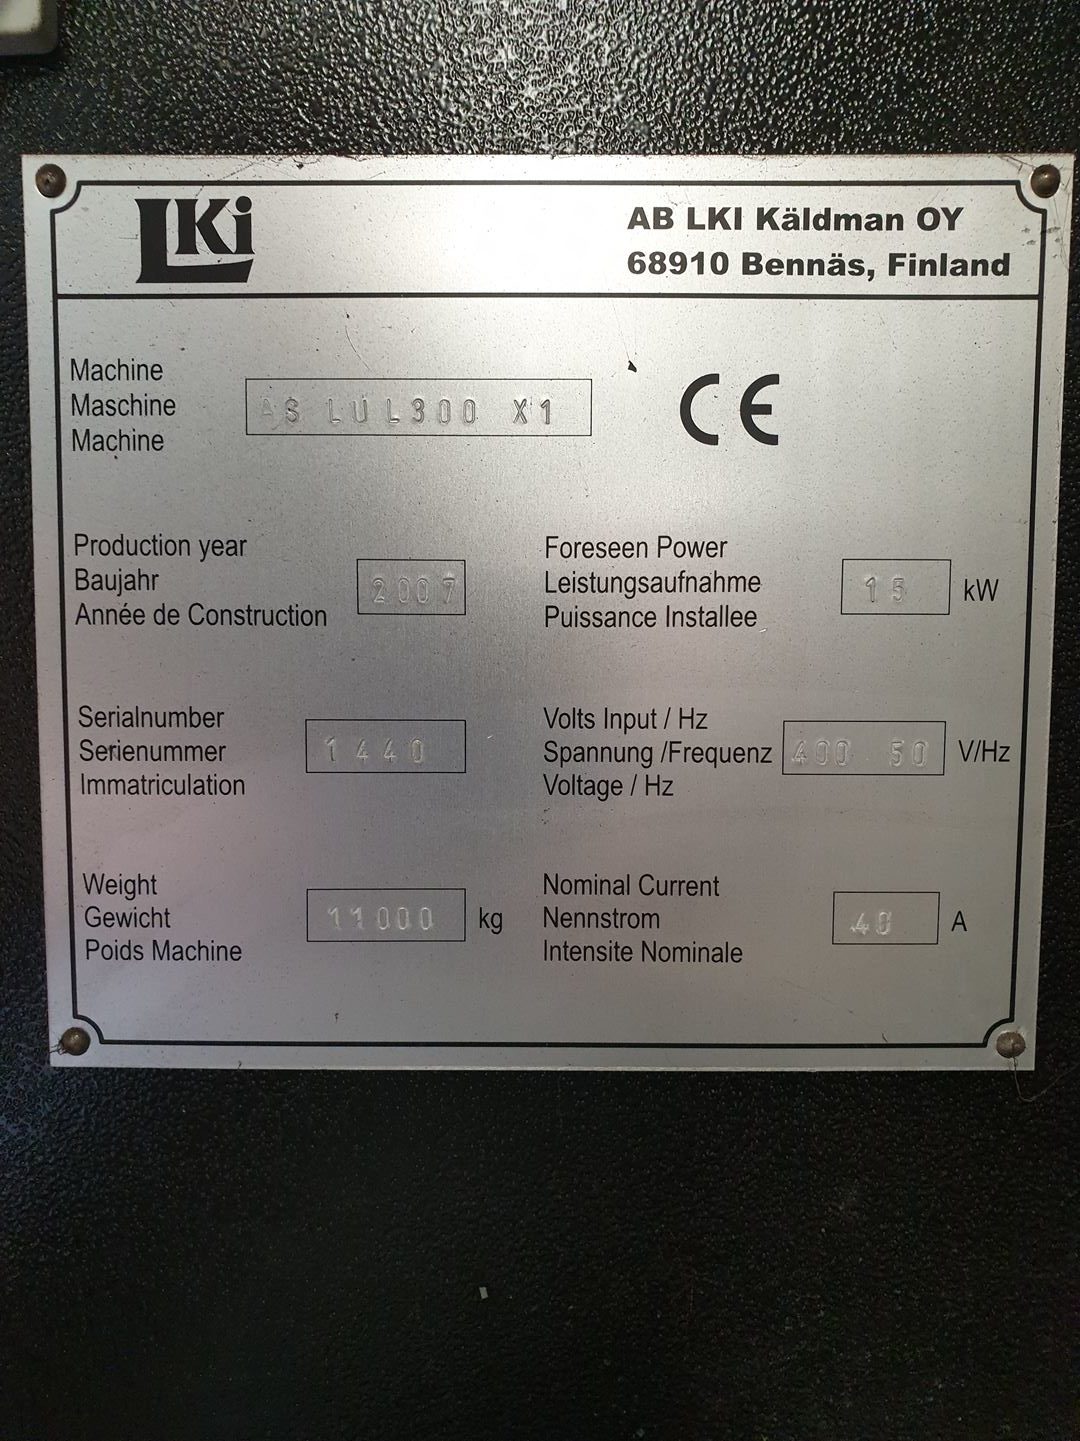 LKi
AB LKI Käldman OY
68910 Bennäs, Finland
Machine
Maschine
Machine
AS LUL300 X1
CE
Production year
Baujahr
Année de Construction
2007
Foreseen Power
Leistungsaufnahme
Puissance Installee
15 kW
Serialnumber
Serienummer
Immatriculation
1440
Volts Input / Hz
Spannung /Frequenz
Voltage / Hz
400 50 V/Hz
Weight
Gewicht
Poids Machine
11000 kg
Nominal Current
Nennstrom
Intensite Nominale
A